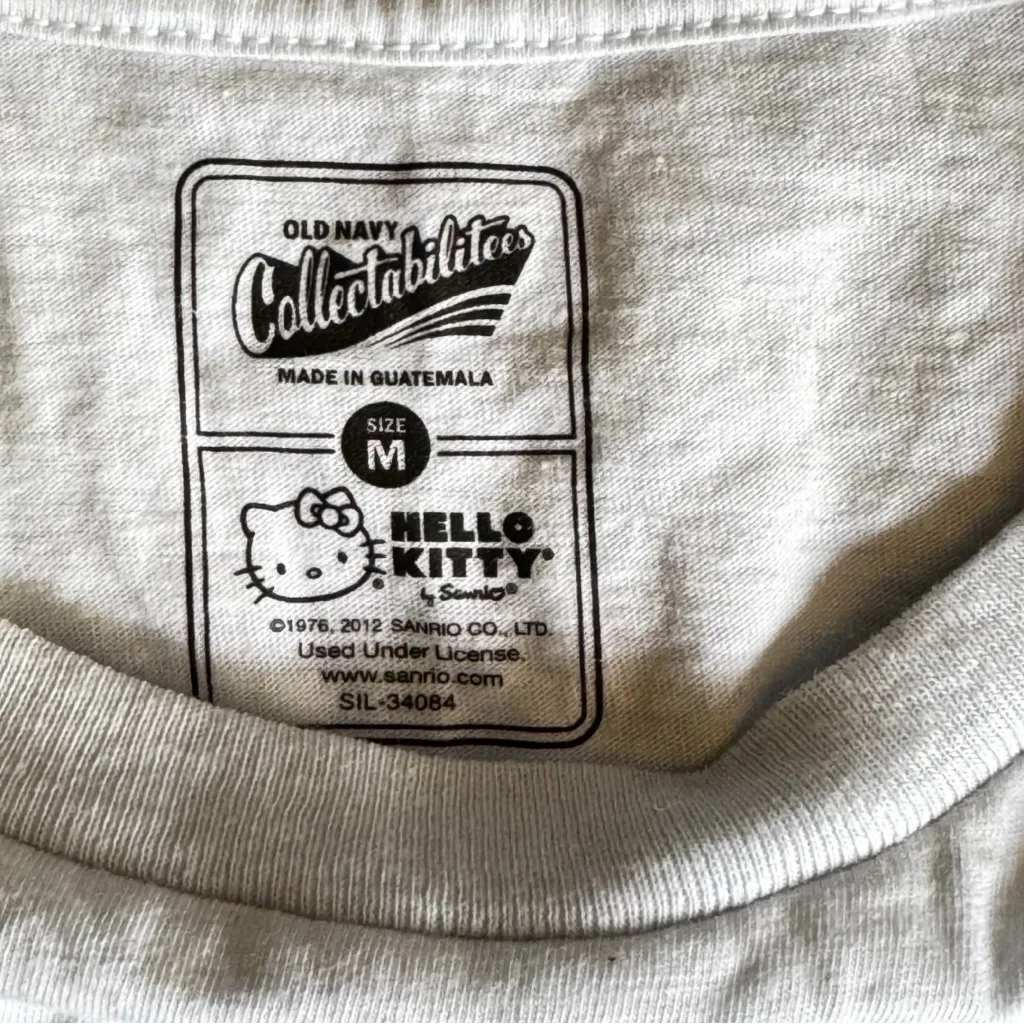 OLD NAVY
Collectabilitees
MADE IN GUATEMALA
SIZE
M
HELLO
KITTY®
by Sanrio®
®
©1976, 2012 SANRIO CO., LTD.
Used Under License.
www.sanrio.com
SIL-34084